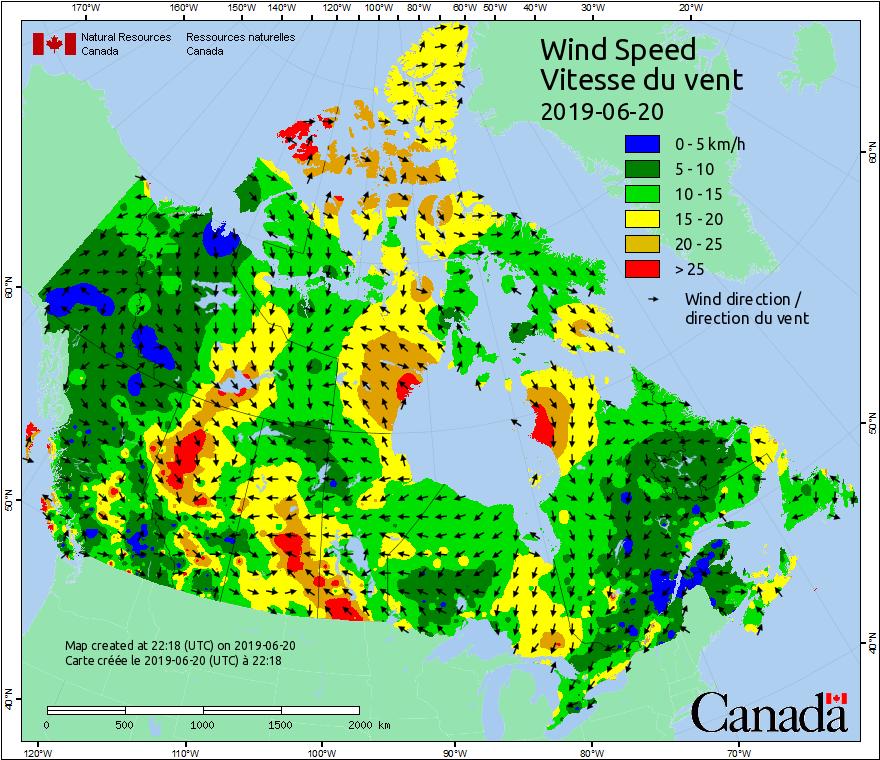 170°W 160°W 150°W 140°W 120°W 100°W 80°W 60°W 50°W 40°W 30°W 20°W
Natural Resources Canada
Ressources naturelles Canada
Wind Speed
Vitesse du vent
2019-06-20
0 - 5 km/h
5 - 10
10 - 15
15 - 20
20 - 25
> 25
Wind direction /
direction du vent
60°N
50°N
40°N
60°N
50°N
40°N
Map created at 22:18 (UTC) on 2019-06-20
Carte créée le 2019-06-20 (UTC) à 22:18
0 500 1000 1500 2000 km
Canada
120°W 110°W 100°W 90°W 80°W 70°W